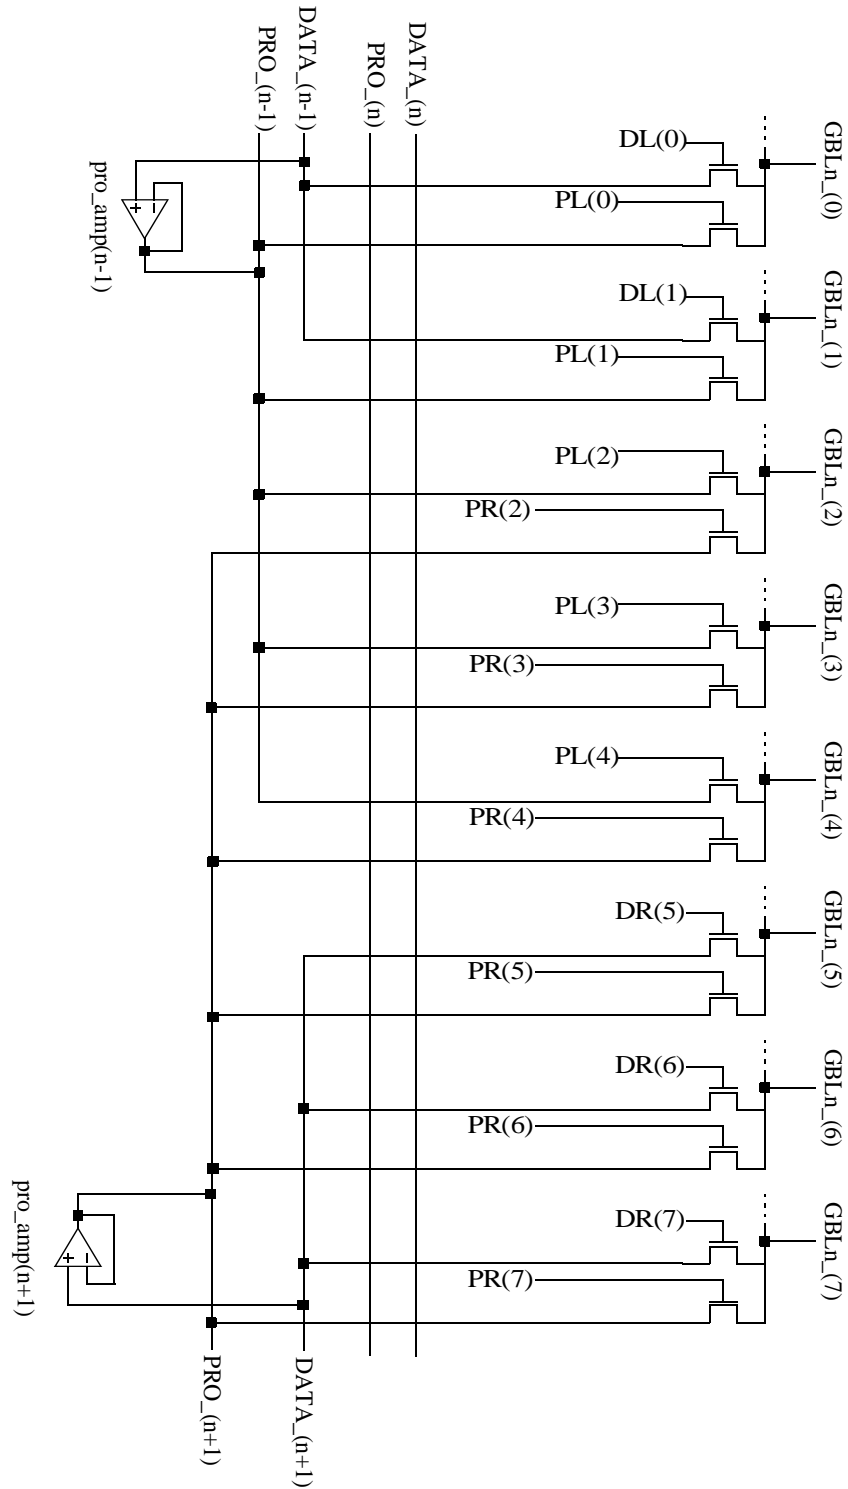 DATA_(n)
PRO_(n)
DATA_(n-1)
PRO_(n-1)
pro_amp(n-1)
+
−
DL(0)
PL(0)
GBLn_(0)
DL(1)
PL(1)
GBLn_(1)
PL(2)
PR(2)
GBLn_(2)
PL(3)
PR(3)
GBLn_(3)
PL(4)
PR(4)
GBLn_(4)
DR(5)
PR(5)
GBLn_(5)
DR(6)
PR(6)
GBLn_(6)
DR(7)
PR(7)
GBLn_(7)
pro_amp(n+1)
+
−
PRO_(n+1)
DATA_(n+1)